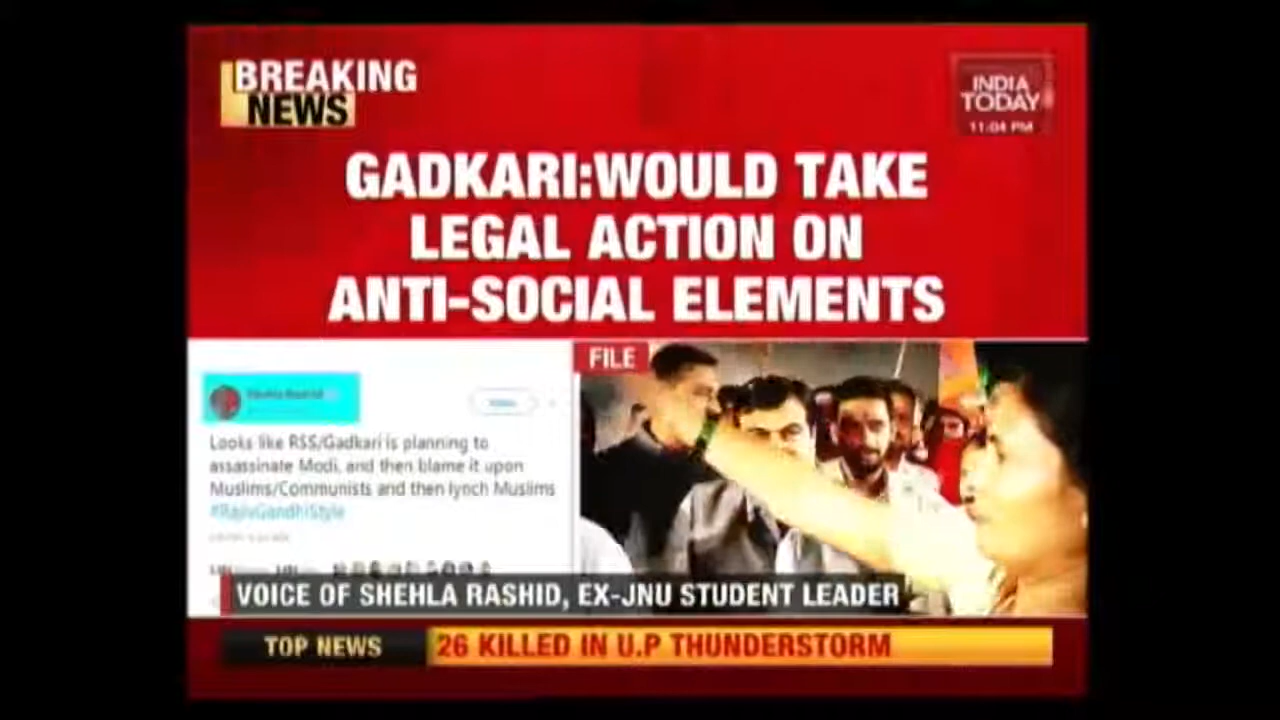 BREAKING
NEWS
INDIA
TODAY
11:04 PM
GADKARI:WOULD TAKE
LEGAL ACTION ON
ANTI-SOCIAL ELEMENTS
FILE
Looks like RSS/Gadkari is planning to
assassinate Modi, and then blame it upon
Muslims/Communists and then lynch Muslims
#RajivGandhiStyle
VOICE OF SHEHLA RASHID, EX-JNU STUDENT LEADER
TOP NEWS
26 KILLED IN U.P THUNDERSTORM